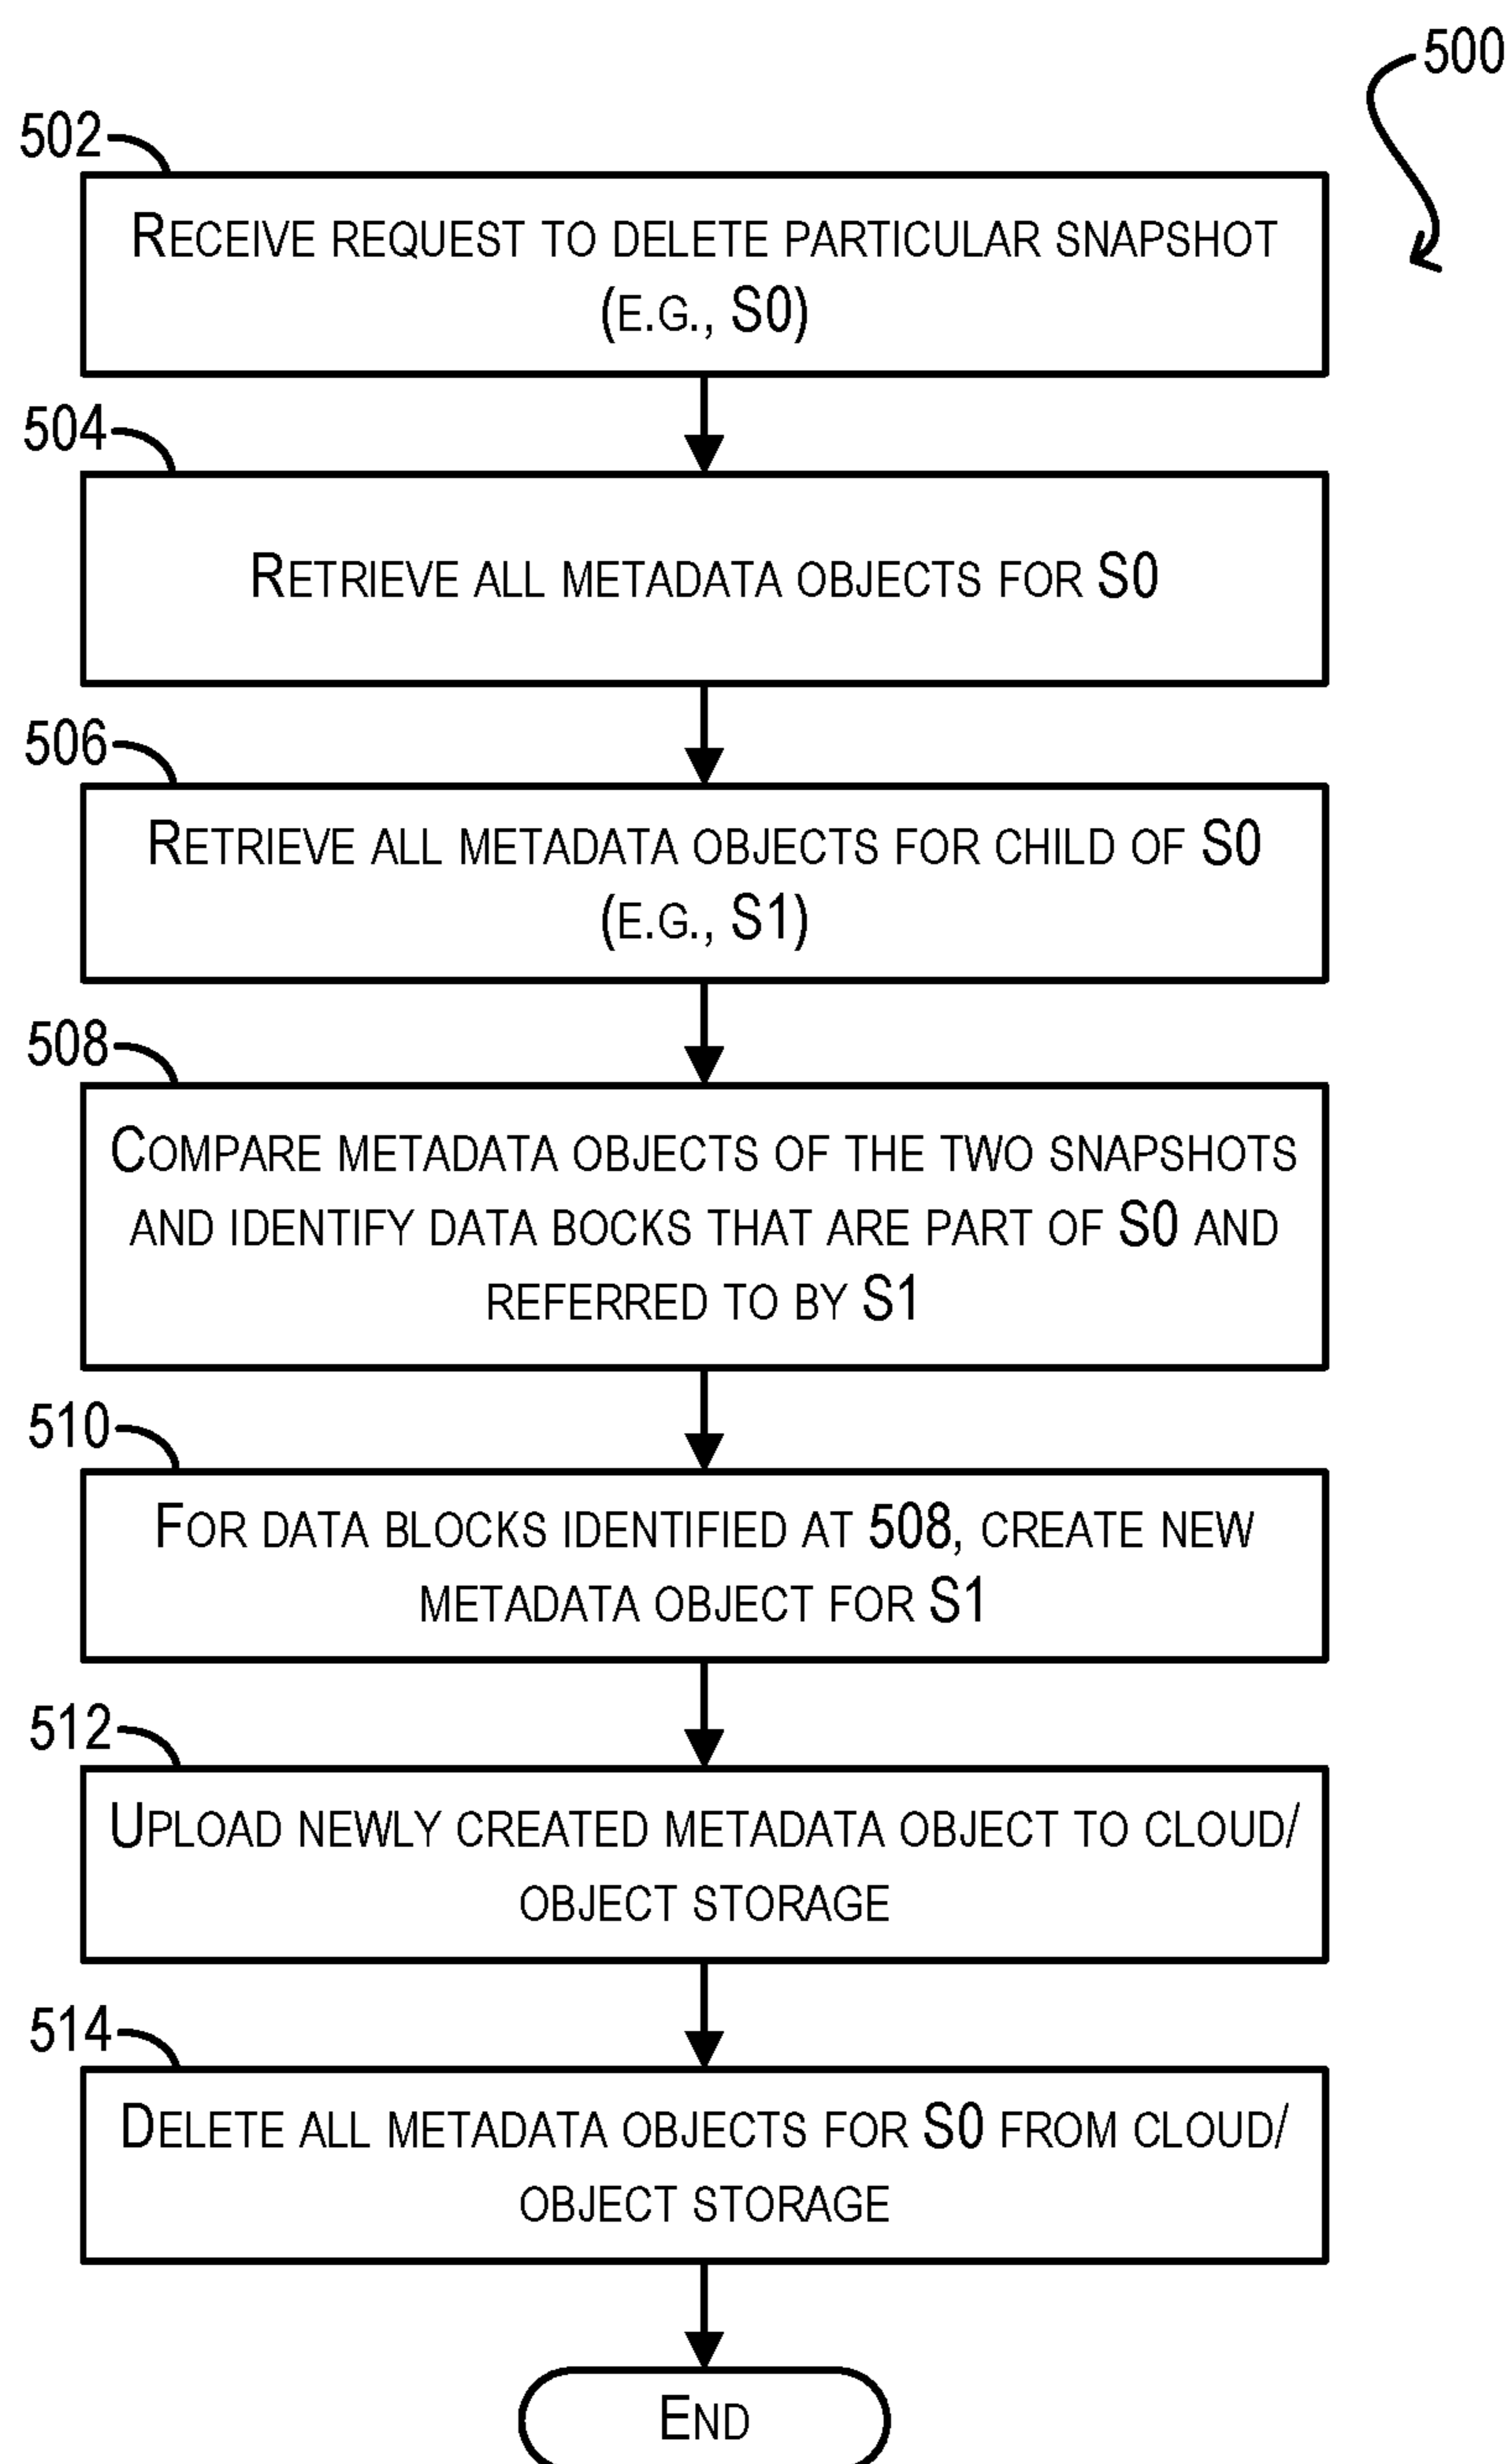 500
502
Receive request to delete particular snapshot
(e.g., S0)
504
Retrieve all metadata objects for S0
506
Retrieve all metadata objects for child of S0
(e.g., S1)
508
Compare metadata objects of the two snapshots
and identify data bocks that are part of S0 and
referred to by S1
510
For data blocks identified at 508, create new
metadata object for S1
512
Upload newly created metadata object to cloud/
object storage
514
Delete all metadata objects for S0 from cloud/
object storage
End